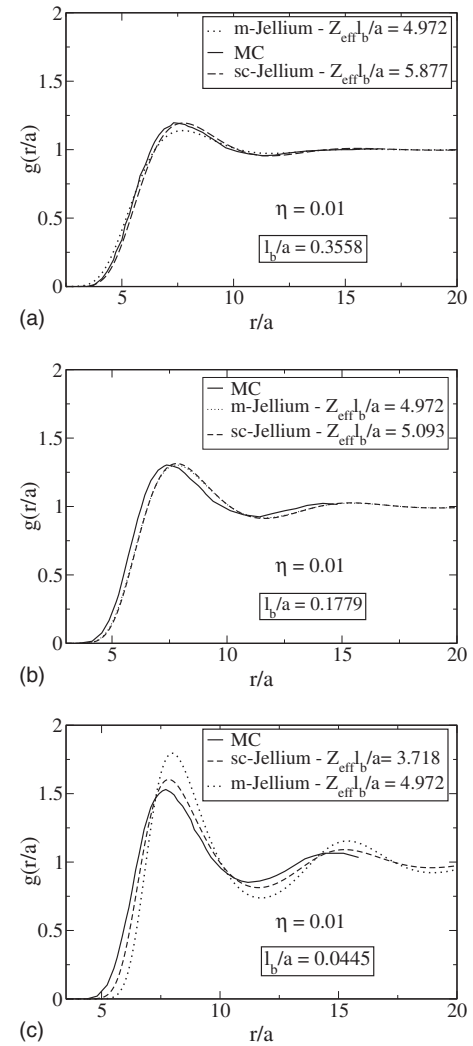 2
m-Jellium - Z_eff l_b/a = 4.972
MC
sc-Jellium - Z_eff l_b/a = 5.877
1.5
g(r/a)
1
0.5
η = 0.01
l_b/a = 0.3558
0
5 10 15 20
(a)
r/a
2
MC
m-Jellium - Z_eff l_b/a = 4.972
sc-Jellium - Z_eff l_b/a = 5.093
1.5
g(r/a)
1
0.5
η = 0.01
l_b/a = 0.1779
0
5 10 15 20
(b)
r/a
2
MC
sc-Jellium - Z_eff l_b/a= 3.718
m-Jellium - Z_eff l_b/a = 4.972
1.5
g(r/a)
1
0.5
η = 0.01
l_b/a = 0.0445
0
5 10 15 20
(c)
r/a